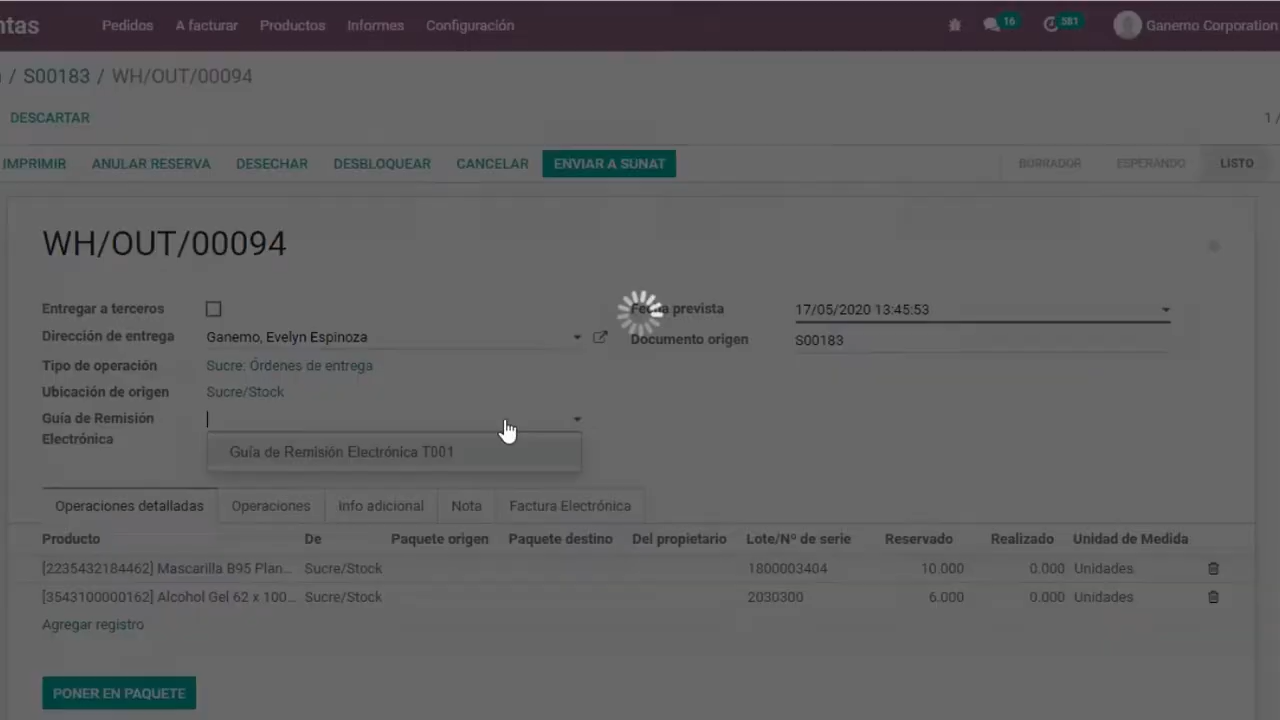 ntas Pedidos A facturar Productos Informes Configuración 16 581 Ganemo Corporation
/ S00183 / WH/OUT/00094
DESCARTAR 1 /
IMPRIMIR ANULAR RESERVA DESECHAR DESBLOQUEAR CANCELAR ENVIAR A SUNAT BORRADOR ESPERANDO LISTO
WH/OUT/00094
Entregar a terceros Fecha prevista 17/05/2020 13:45:53
Dirección de entrega Ganemo, Evelyn Espinoza Documento origen S00183
Tipo de operación Sucre: Órdenes de entrega
Ubicación de origen Sucre/Stock
Guía de Remisión
Electrónica
Guía de Remisión Electrónica T001
Operaciones detalladas Operaciones Info adicional Nota Factura Electrónica
Producto De Paquete origen Paquete destino Del propietario Lote/Nº de serie Reservado Realizado Unidad de Medida
[2235432184462] Mascarilla B95 Plan... Sucre/Stock 1800003404 10.000 0.000 Unidades
[3543100000162] Alcohol Gel 62 x 100... Sucre/Stock 2030300 6.000 0.000 Unidades
Agregar registro
PONER EN PAQUETE